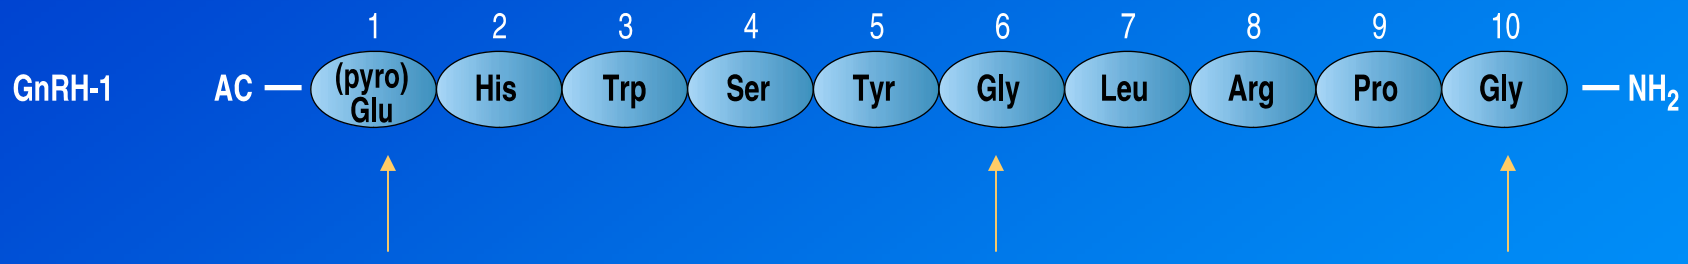 1 2 3 4 5 6 7 8 9 10
GnRH-1 AC — (pyro) Glu His Trp Ser Tyr Gly Leu Arg Pro Gly — NH₂